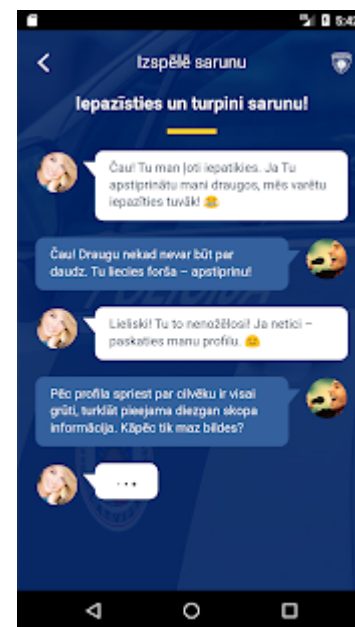 5:42
Izspēlē sarunu
Iepazīsties un turpini sarunu!
Čau! Tu man ļoti iepatikies. Ja Tu
apstiprinātu mani draugos, mēs varētu
iepazīties tuvāk!
Čau! Draugu nekad nevar būt par
daudz. Tu liecies forša – apstiprinu!
Lieliski! Tu to nenožēlosi! Ja netici –
paskaties manu profilu.
Pēc profila spriest par cilvēku ir visai
grūti, turklāt pieejama diezgan skopa
informācija. Kāpēc tik maz bildes?
...